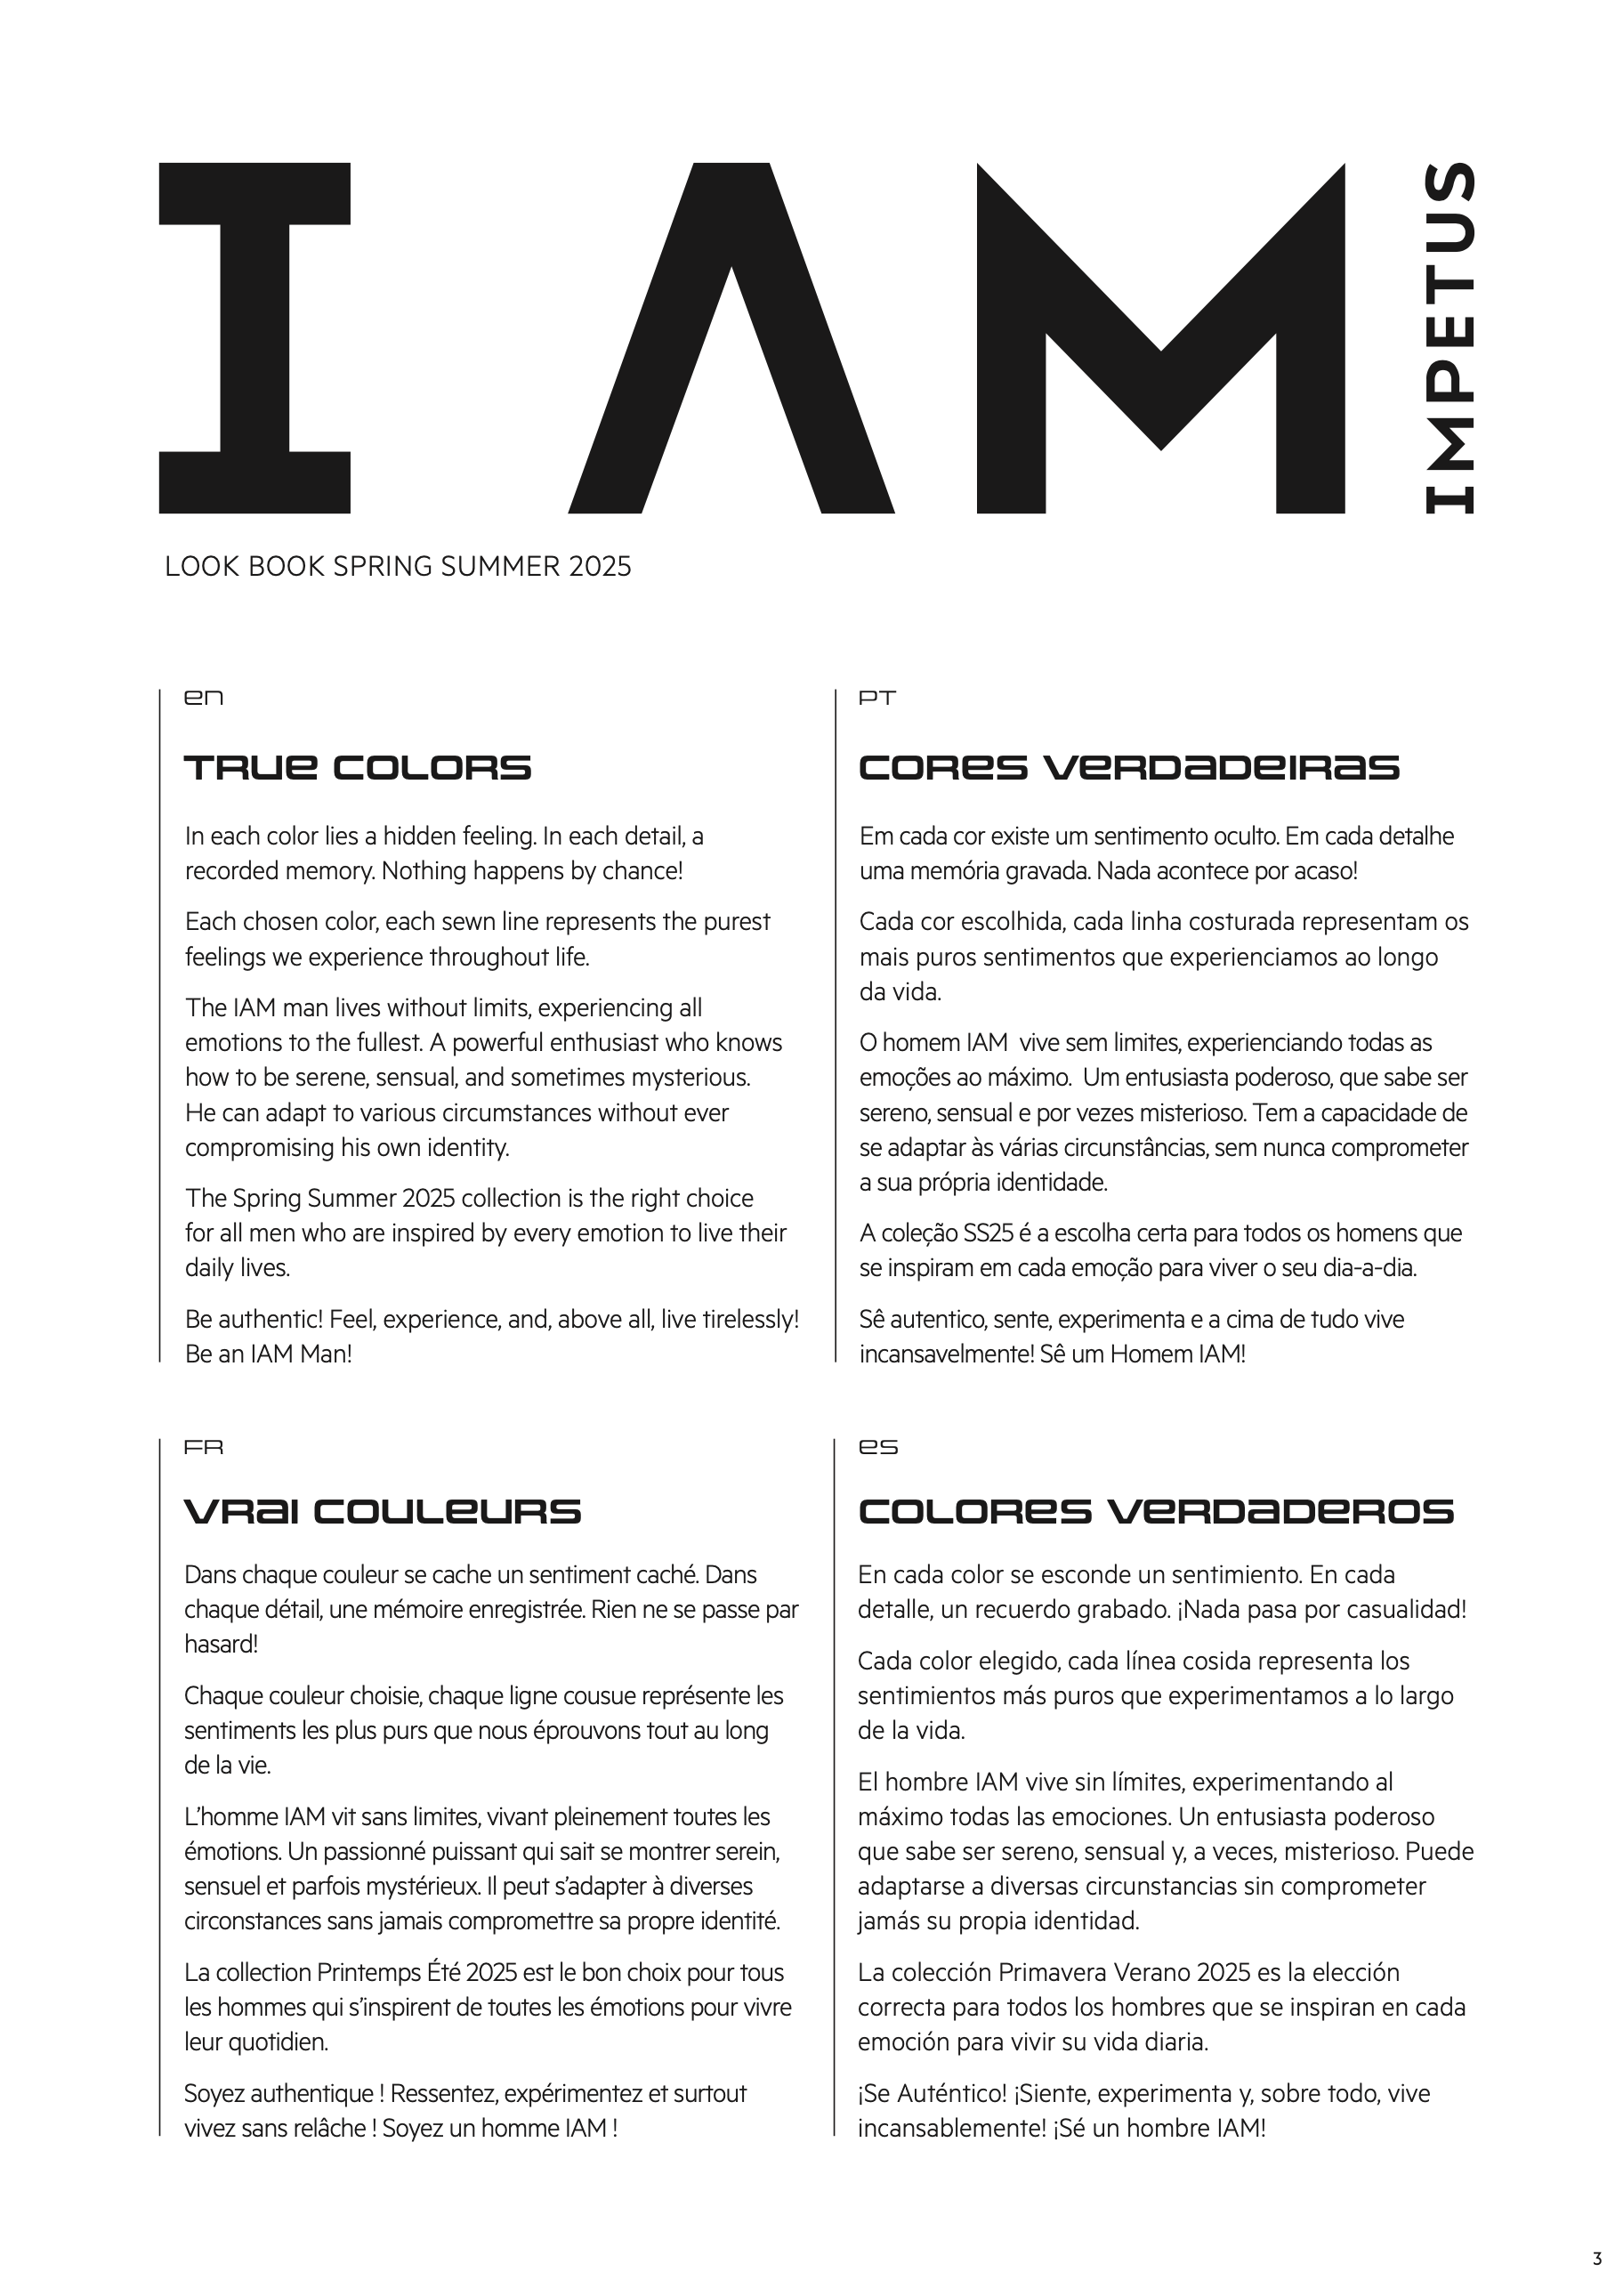 I AM
IMPETUS
LOOK BOOK SPRING SUMMER 2025
en
TRUE COLORS
In each color lies a hidden feeling. In each detail, a
recorded memory. Nothing happens by chance!
Each chosen color, each sewn line represents the purest
feelings we experience throughout life.
The IAM man lives without limits, experiencing all
emotions to the fullest. A powerful enthusiast who knows
how to be serene, sensual, and sometimes mysterious.
He can adapt to various circumstances without ever
compromising his own identity.
The Spring Summer 2025 collection is the right choice
for all men who are inspired by every emotion to live their
daily lives.
Be authentic! Feel, experience, and, above all, live tirelessly!
Be an IAM Man!
PT
CORES VERDADEIRAS
Em cada cor existe um sentimento oculto. Em cada detalhe
uma memória gravada. Nada acontece por acaso!
Cada cor escolhida, cada linha costurada representam os
mais puros sentimentos que experienciamos ao longo
da vida.
O homem IAM vive sem limites, experienciando todas as
emoções ao máximo. Um entusiasta poderoso, que sabe ser
sereno, sensual e por vezes misterioso. Tem a capacidade de
se adaptar às várias circunstâncias, sem nunca comprometer
a sua própria identidade.
A coleção SS25 é a escolha certa para todos os homens que
se inspiram em cada emoção para viver o seu dia-a-dia.
Sê autentico, sente, experimenta e a cima de tudo vive
incansavelmente! Sê um Homem IAM!
FR
VRAI COULEURS
Dans chaque couleur se cache un sentiment caché. Dans
chaque détail, une mémoire enregistrée. Rien ne se passe par
hasard!
Chaque couleur choisie, chaque ligne cousue représente les
sentiments les plus purs que nous éprouvons tout au long
de la vie.
L’homme IAM vit sans limites, vivant pleinement toutes les
émotions. Un passionné puissant qui sait se montrer serein,
sensuel et parfois mystérieux. Il peut s’adapter à diverses
circonstances sans jamais compromettre sa propre identité.
La collection Printemps Été 2025 est le bon choix pour tous
les hommes qui s’inspirent de toutes les émotions pour vivre
leur quotidien.
Soyez authentique ! Ressentez, expérimentez et surtout
vivez sans relâche ! Soyez un homme IAM !
es
COLORES VERDADEROS
En cada color se esconde un sentimiento. En cada
detalle, un recuerdo grabado. ¡Nada pasa por casualidad!
Cada color elegido, cada línea cosida representa los
sentimientos más puros que experimentamos a lo largo
de la vida.
El hombre IAM vive sin límites, experimentando al
máximo todas las emociones. Un entusiasta poderoso
que sabe ser sereno, sensual y, a veces, misterioso. Puede
adaptarse a diversas circunstancias sin comprometer
jamás su propia identidad.
La colección Primavera Verano 2025 es la elección
correcta para todos los hombres que se inspiran en cada
emoción para vivir su vida diaria.
¡Se Auténtico! ¡Siente, experimenta y, sobre todo, vive
incansablemente! ¡Sé un hombre IAM!
3